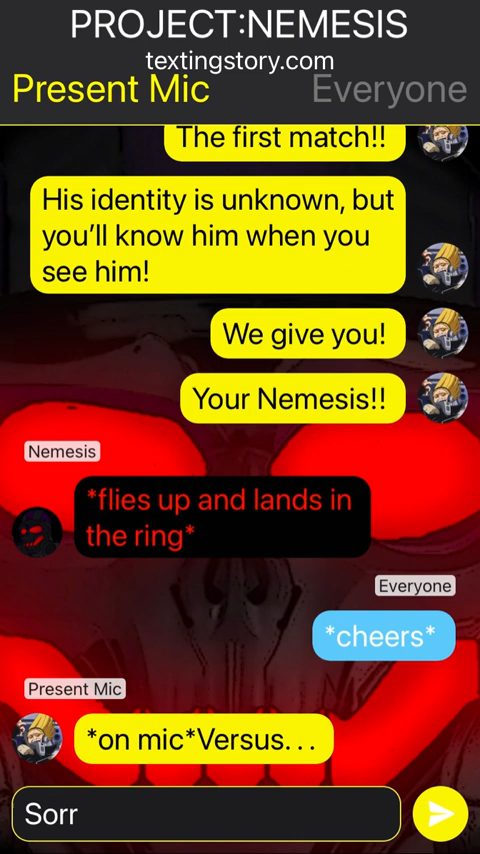 PROJECT:NEMESIS
textingstory.com
Present Mic
Everyone
The first match!!
His identity is unknown, but
you’ll know him when you
see him!
We give you!
Your Nemesis!!
Nemesis
*flies up and lands in
the ring*
Everyone
*cheers*
Present Mic
*on mic*Versus...
Sorr